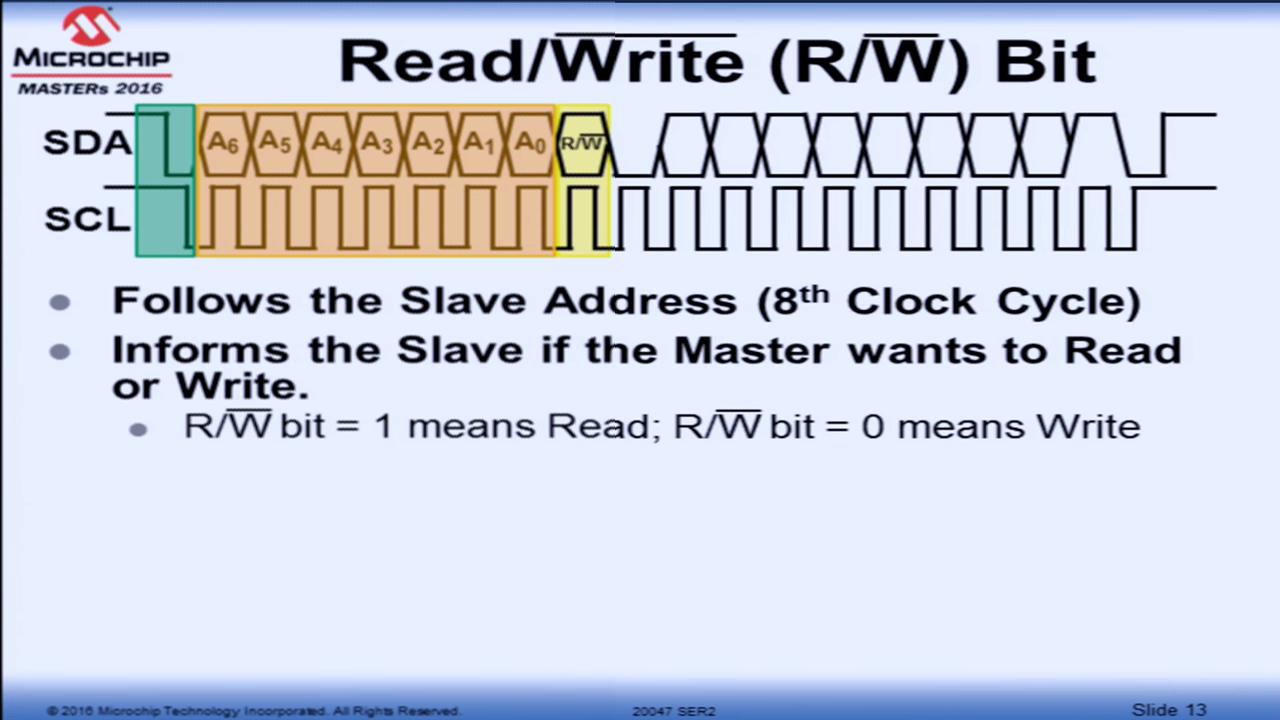 MICROCHIP
MASTERs 2016
Read/W̅r̅i̅t̅e̅ (R/W̅) Bit
SDA A₆ A₅ A₄ A₃ A₂ A₁ A₀ R/W̅
SCL
Follows the Slave Address (8ᵗʰ Clock Cycle)
Informs the Slave if the Master wants to Read
or Write.
R/W̅ bit = 1 means Read; R/W̅ bit = 0 means Write
© 2016 Microchip Technology Incorporated. All Rights Reserved. 20047 SER2 Slide 13